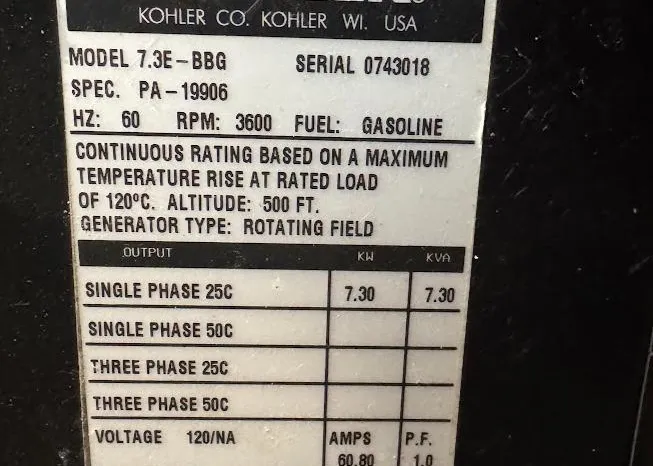 KOHLER CO. KOHLER WI. USA
MODEL 7.3E-BBG SERIAL 0743018
SPEC. PA-19906
HZ: 60 RPM: 3600 FUEL: GASOLINE
CONTINUOUS RATING BASED ON A MAXIMUM
TEMPERATURE RISE AT RATED LOAD
OF 120ºC. ALTITUDE: 500 FT.
GENERATOR TYPE: ROTATING FIELD
OUTPUT KW KVA
SINGLE PHASE 25C 7.30 7.30
SINGLE PHASE 50C
THREE PHASE 25C
THREE PHASE 50C
VOLTAGE 120/NA AMPS P.F.
60.80 1.0